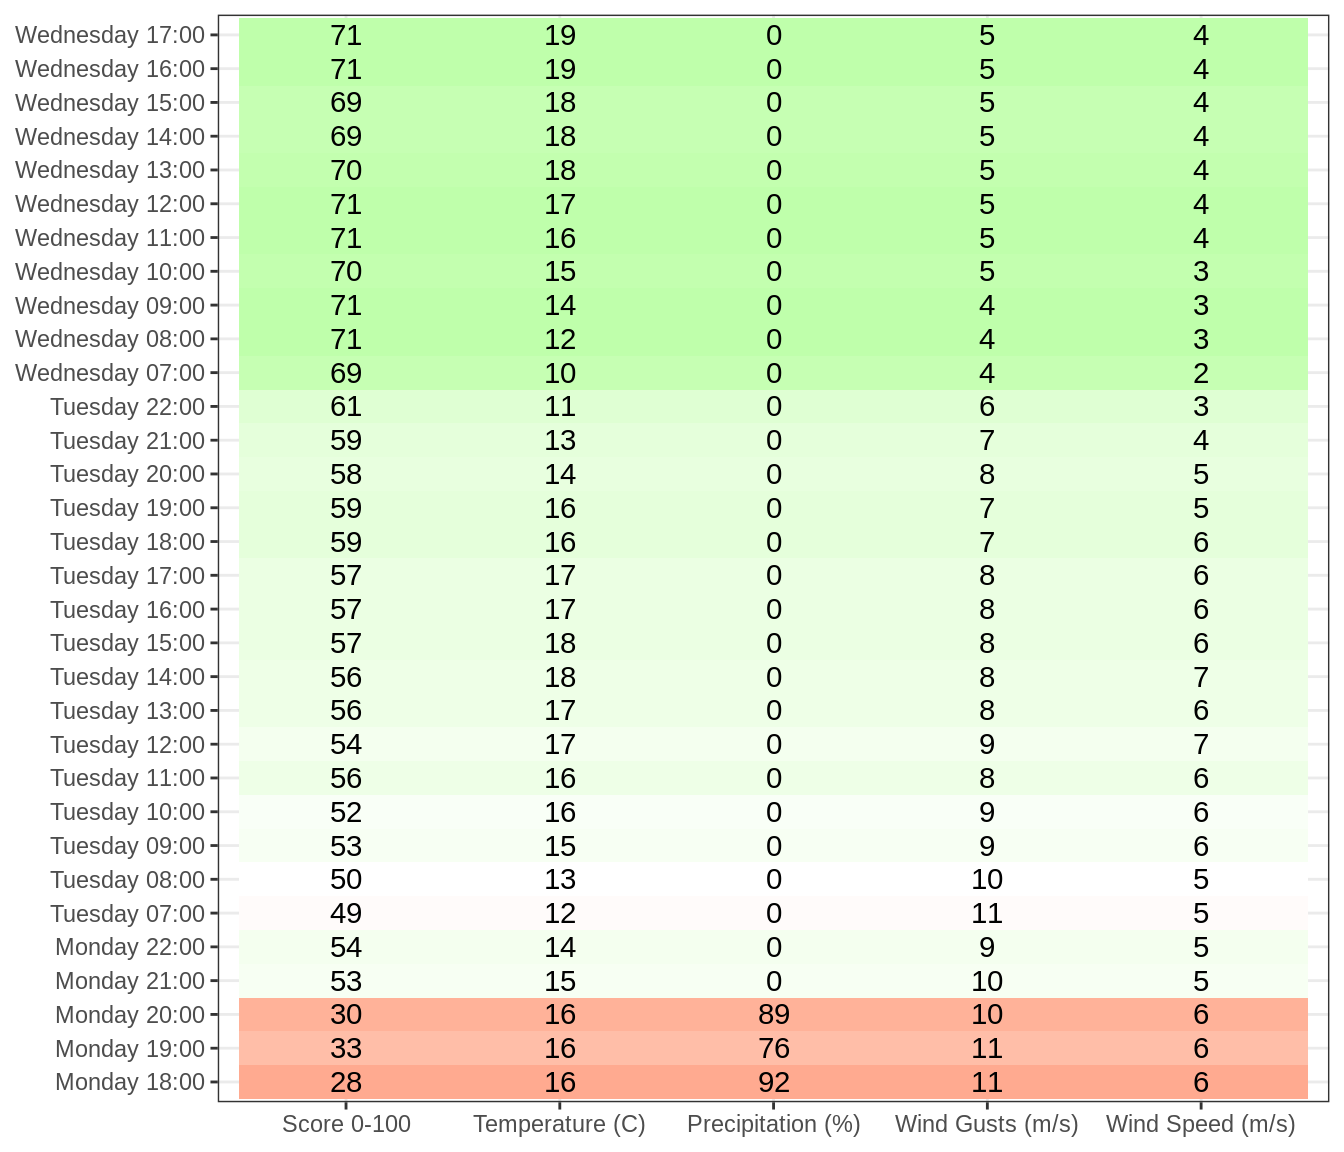 Wednesday 17:00 71 19 0 5 4
Wednesday 16:00 71 19 0 5 4
Wednesday 15:00 69 18 0 5 4
Wednesday 14:00 69 18 0 5 4
Wednesday 13:00 70 18 0 5 4
Wednesday 12:00 71 17 0 5 4
Wednesday 11:00 71 16 0 5 4
Wednesday 10:00 70 15 0 5 3
Wednesday 09:00 71 14 0 4 3
Wednesday 08:00 71 12 0 4 3
Wednesday 07:00 69 10 0 4 2
Tuesday 22:00 61 11 0 6 3
Tuesday 21:00 59 13 0 7 4
Tuesday 20:00 58 14 0 8 5
Tuesday 19:00 59 16 0 7 5
Tuesday 18:00 59 16 0 7 6
Tuesday 17:00 57 17 0 8 6
Tuesday 16:00 57 17 0 8 6
Tuesday 15:00 57 18 0 8 6
Tuesday 14:00 56 18 0 8 7
Tuesday 13:00 56 17 0 8 6
Tuesday 12:00 54 17 0 9 7
Tuesday 11:00 56 16 0 8 6
Tuesday 10:00 52 16 0 9 6
Tuesday 09:00 53 15 0 9 6
Tuesday 08:00 50 13 0 10 5
Tuesday 07:00 49 12 0 11 5
Monday 22:00 54 14 0 9 5
Monday 21:00 53 15 0 10 5
Monday 20:00 30 16 89 10 6
Monday 19:00 33 16 76 11 6
Monday 18:00 28 16 92 11 6
Score 0-100 Temperature (C) Precipitation (%) Wind Gusts (m/s) Wind Speed (m/s)